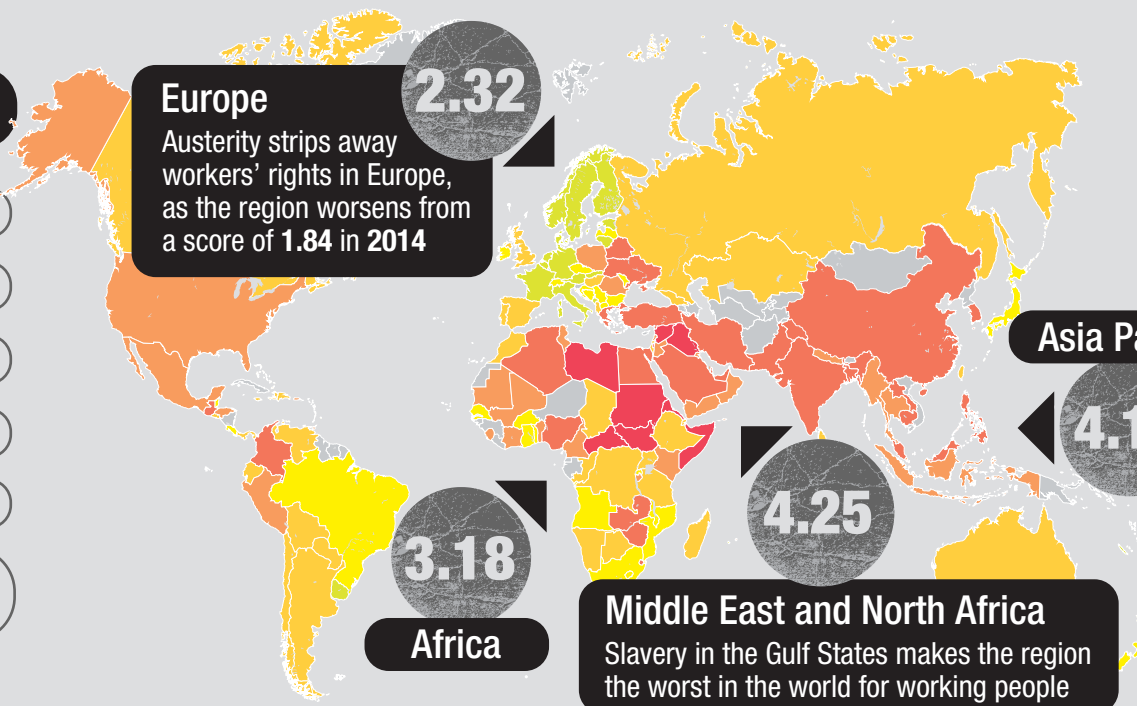 Europe
2.32
Austerity strips away
workers’ rights in Europe,
as the region worsens from
a score of 1.84 in 2014
Asia
4.25
3.18
Africa
Middle East and North Africa
Slavery in the Gulf States makes the region
the worst in the world for working people